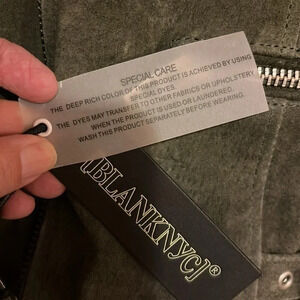 SPECIAL CARE
THE DEEP RICH COLOR OF THIS PRODUCT IS ACHIEVED BY USING
SPECIAL DYES.
THE DYES MAY TRANSFER TO OTHER FABRICS OR UPHOLSTERY
WHEN THE PRODUCT IS USED OR LAUNDERED.
WASH THIS PRODUCT SEPARATELY BEFORE WEARING.
[BLANKNYC]®